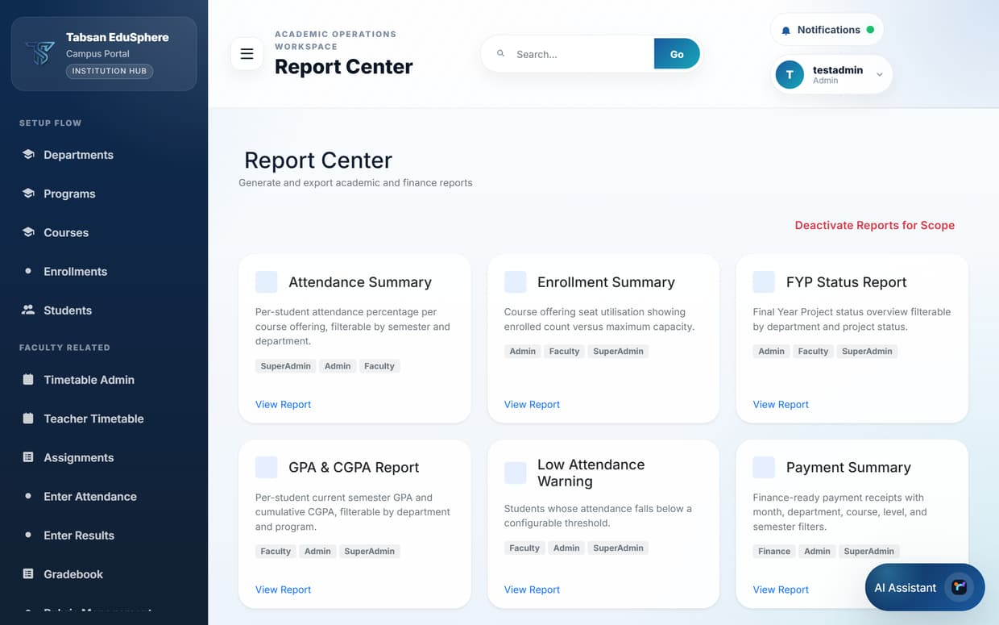 Tabsan EduSphere
Campus Portal
INSTITUTION HUB
SETUP FLOW
Departments
Programs
Courses
Enrollments
Students
FACULTY RELATED
Timetable Admin
Teacher Timetable
Assignments
Enter Attendance
Enter Results
Gradebook
ACADEMIC OPERATIONS
WORKSPACE
Report Center
Search...
Go
Notifications
T
testadmin
Admin
Report Center
Generate and export academic and finance reports
Deactivate Reports for Scope
Attendance Summary
Per-student attendance percentage per
course offering, filterable by semester and
department.
SuperAdmin Admin Faculty
View Report
Enrollment Summary
Course offering seat utilisation showing
enrolled count versus maximum capacity.
Admin Faculty SuperAdmin
View Report
FYP Status Report
Final Year Project status overview filterable
by department and project status.
Admin Faculty SuperAdmin
View Report
GPA & CGPA Report
Per-student current semester GPA and
cumulative CGPA, filterable by department
and program.
Faculty Admin SuperAdmin
View Report
Low Attendance
Warning
Students whose attendance falls below a
configurable threshold.
Faculty Admin SuperAdmin
View Report
Payment Summary
Finance-ready payment receipts with
month, department, course, level, and
semester filters.
Finance Admin SuperAdmin
View Report
AI Assistant